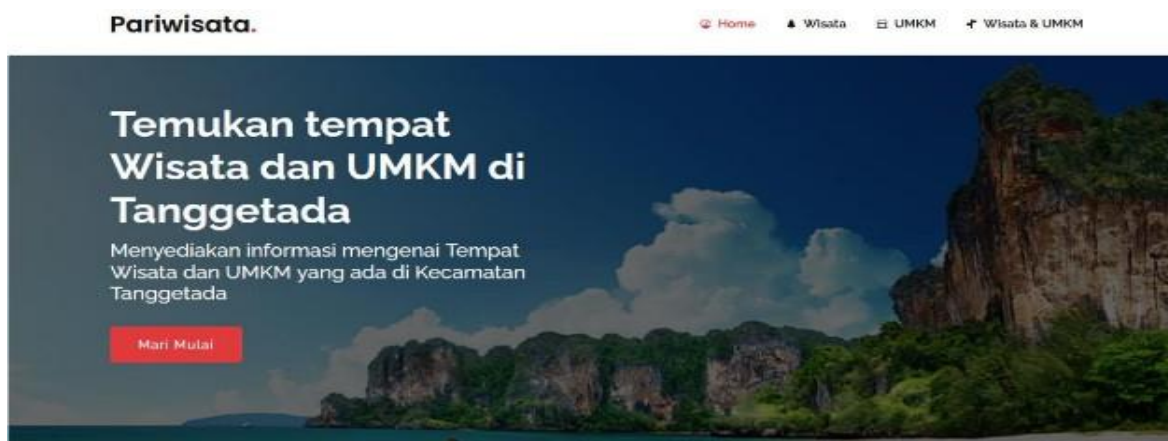 Pariwisata.
Home Wisata UMKM Wisata & UMKM
Temukan tempat
Wisata dan UMKM di
Tanggetada
Menyediakan informasi mengenai Tempat
Wisata dan UMKM yang ada di Kecamatan
Tanggetada
Mari Mulai